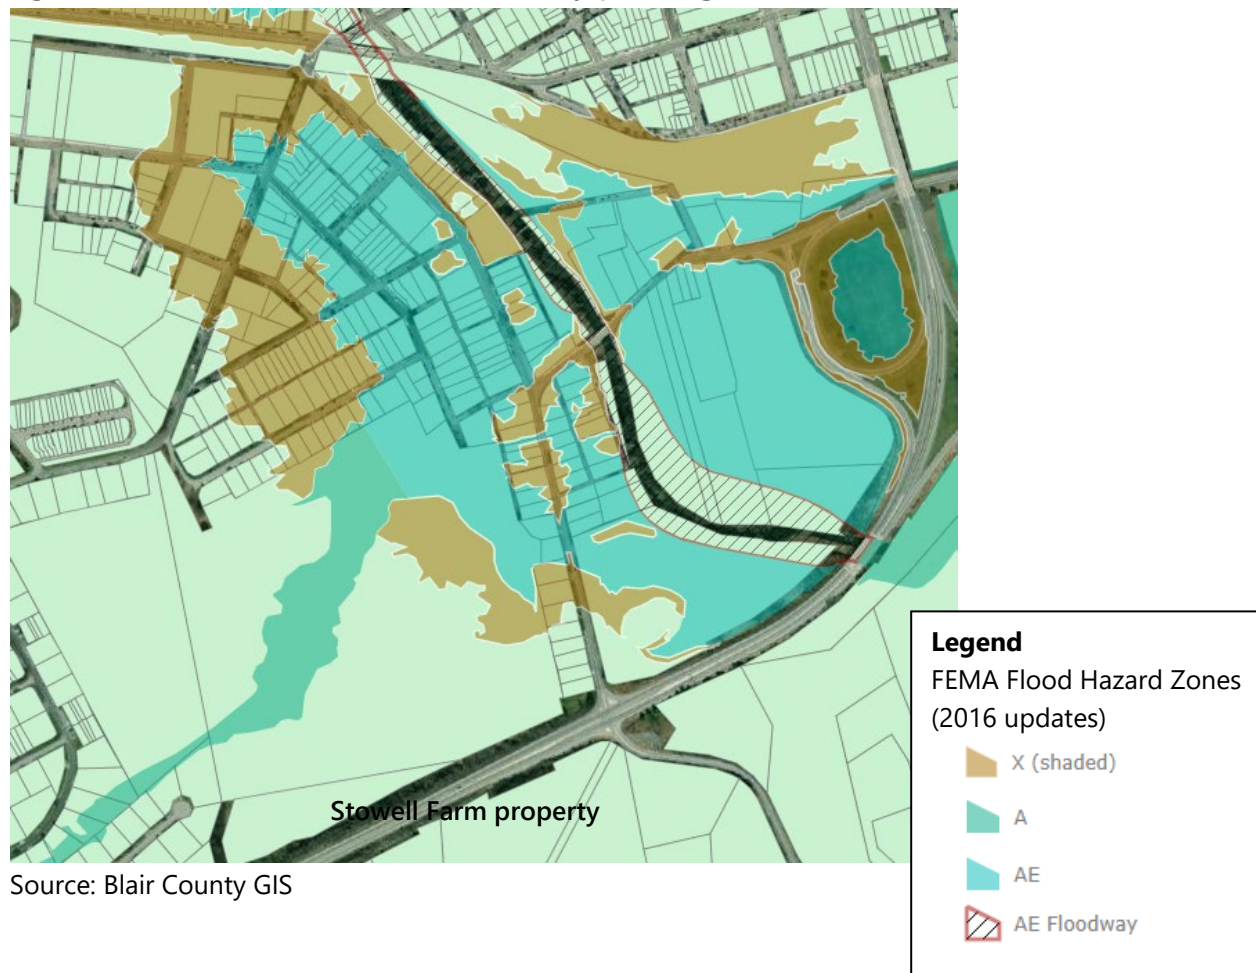 Stowell Farm property
Legend
FEMA Flood Hazard Zones
(2016 updates)
X (shaded)
A
AE
AE Floodway
Source: Blair County GIS